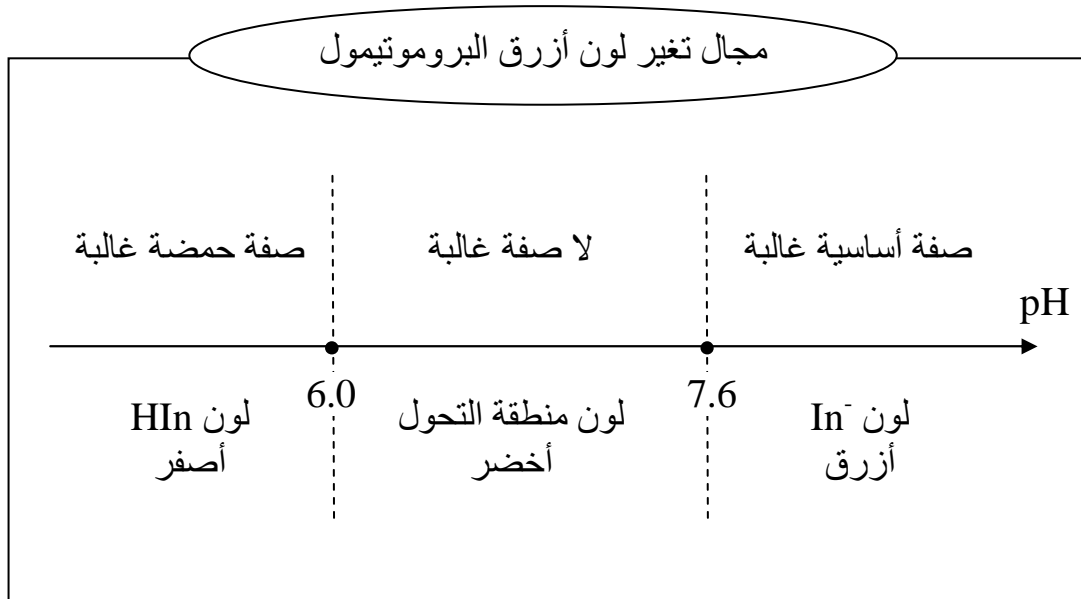 مجال تغير لون أزرق البروموتيمول
صفة أساسية غالبة
لا صفة غالبة
صفة حمضة غالبة
pH
7.6
6.0
لون In⁻
أزرق
لون منطقة التحول
أخضر
لون HIn
أصفر